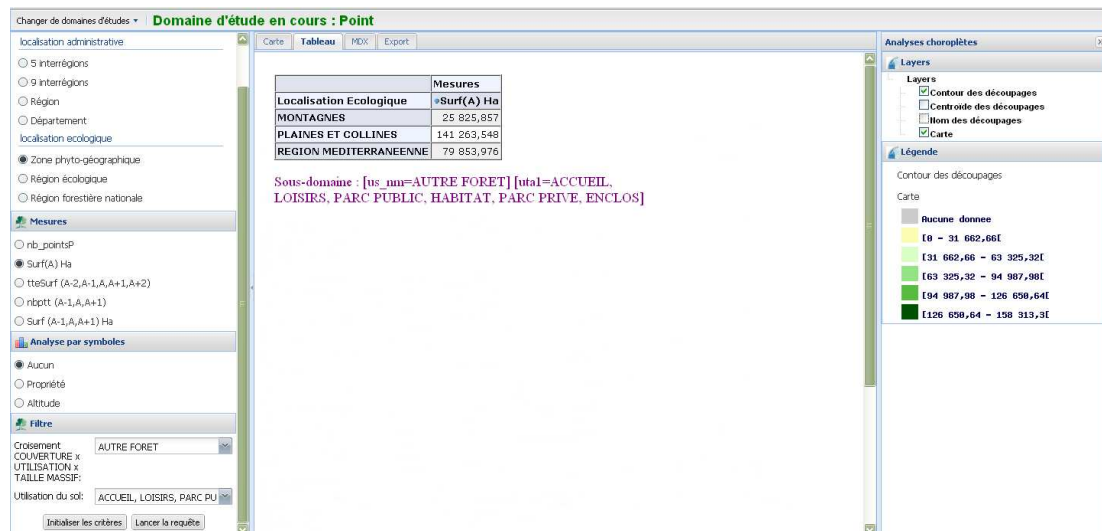 Changer de domaines d'études
Domaine d'étude en cours : Point
localisation administrative
5 interrégions
9 interrégions
Région
Département
localisation ecologique
Zone phyto-géographique
Région écologique
Région forestière nationale
Mesures
nb_pointsP
Surf(A) Ha
tteSurf (A-2,A-1,A,A+1,A+2)
nbptt (A-1,A,A+1)
Surf (A-1,A,A+1) Ha
Analyse par symboles
Aucun
Propriété
Altitude
Filtre
Croisement
COUVERTURE x
UTILISATION x
TAILLE MASSIF:
AUTRE FORET
Utilisation du sol:
ACCUEIL, LOISIRS, PARC PU
Initialiser les critères
Lancer la requête
Carte
Tableau
MDX
Export
Mesures
Localisation Ecologique
Surf(A) Ha
MONTAGNES 25 825,857
PLAINES ET COLLINES 141 263,548
REGION MEDITERRANEENNE 79 853,976
Sous-domaine : [us_nm=AUTRE FORET] [uta1=ACCUEIL,
LOISIRS, PARC PUBLIC, HABITAT, PARC PRIVE, ENCLOS]
Analyses choroplètes
Layers
Layers
Contour des découpages
Centroïde des découpages
Nom des découpages
Carte
Légende
Contour des découpages
Carte
Aucune donnee
[0 - 31 662,66[
[31 662,66 - 63 325,32[
[63 325,32 - 94 987,98[
[94 987,98 - 126 650,64[
[126 650,64 - 158 313,3[